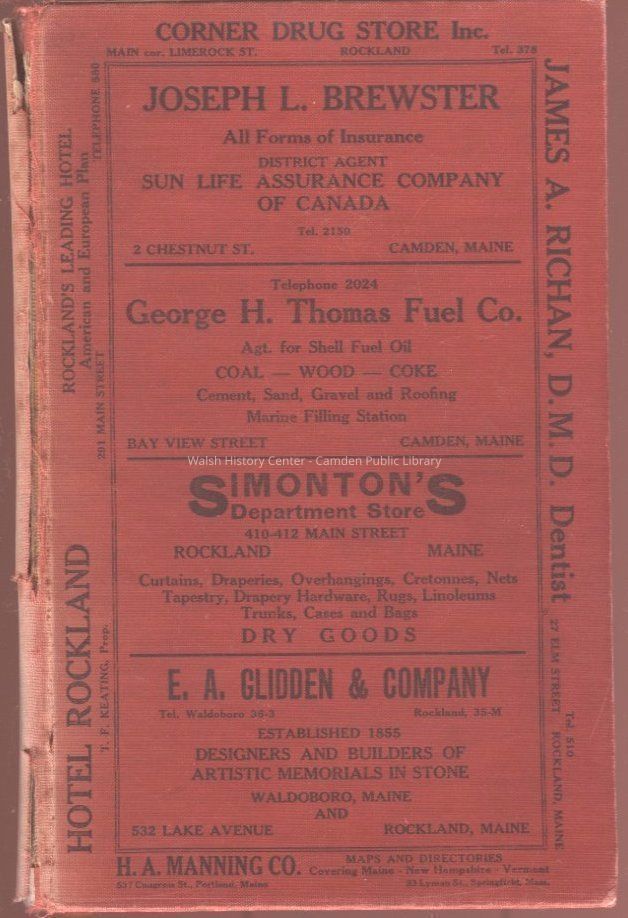 CORNER DRUG STORE Inc.
MAIN cor. LIMEROCK ST. ROCKLAND Tel. 378
JOSEPH L. BREWSTER
All Forms of Insurance
DISTRICT AGENT
SUN LIFE ASSURANCE COMPANY
OF CANADA
Tel. 2150
2 CHESTNUT ST. CAMDEN, MAINE
Telephone 2024
George H. Thomas Fuel Co.
Agt. for Shell Fuel Oil
COAL — WOOD — COKE
Cement, Sand, Gravel and Roofing
Marine Filling Station
BAY VIEW STREET CAMDEN, MAINE
Walsh History Center - Camden Public Library
SIMONTON'S
Department Store
410-412 MAIN STREET
ROCKLAND MAINE
Curtains, Draperies, Overhangings, Cretonnes, Nets
Tapestry, Drapery Hardware, Rugs, Linoleums
Trunks, Cases and Bags
DRY GOODS
E. A. GLIDDEN & COMPANY
Tel. Waldoboro 36-3 Rockland, 35-M
ESTABLISHED 1855
DESIGNERS AND BUILDERS OF
ARTISTIC MEMORIALS IN STONE
WALDOBORO, MAINE
AND
532 LAKE AVENUE ROCKLAND, MAINE
H. A. MANNING CO.
MAPS AND DIRECTORIES
Covering Maine - New Hampshire - Vermont
537 Congress St., Portland, Maine 33 Lyman St., Springfield, Mass.
HOTEL ROCKLAND
T. F. KEATING, Prop.
ROCKLAND'S LEADING HOTEL
American and European Plan
291 MAIN STREET TELEPHONE 580
JAMES A. RICHAN, D. M. D. Dentist
Tel 510
27 ELM STREET ROCKLAND, MAINE